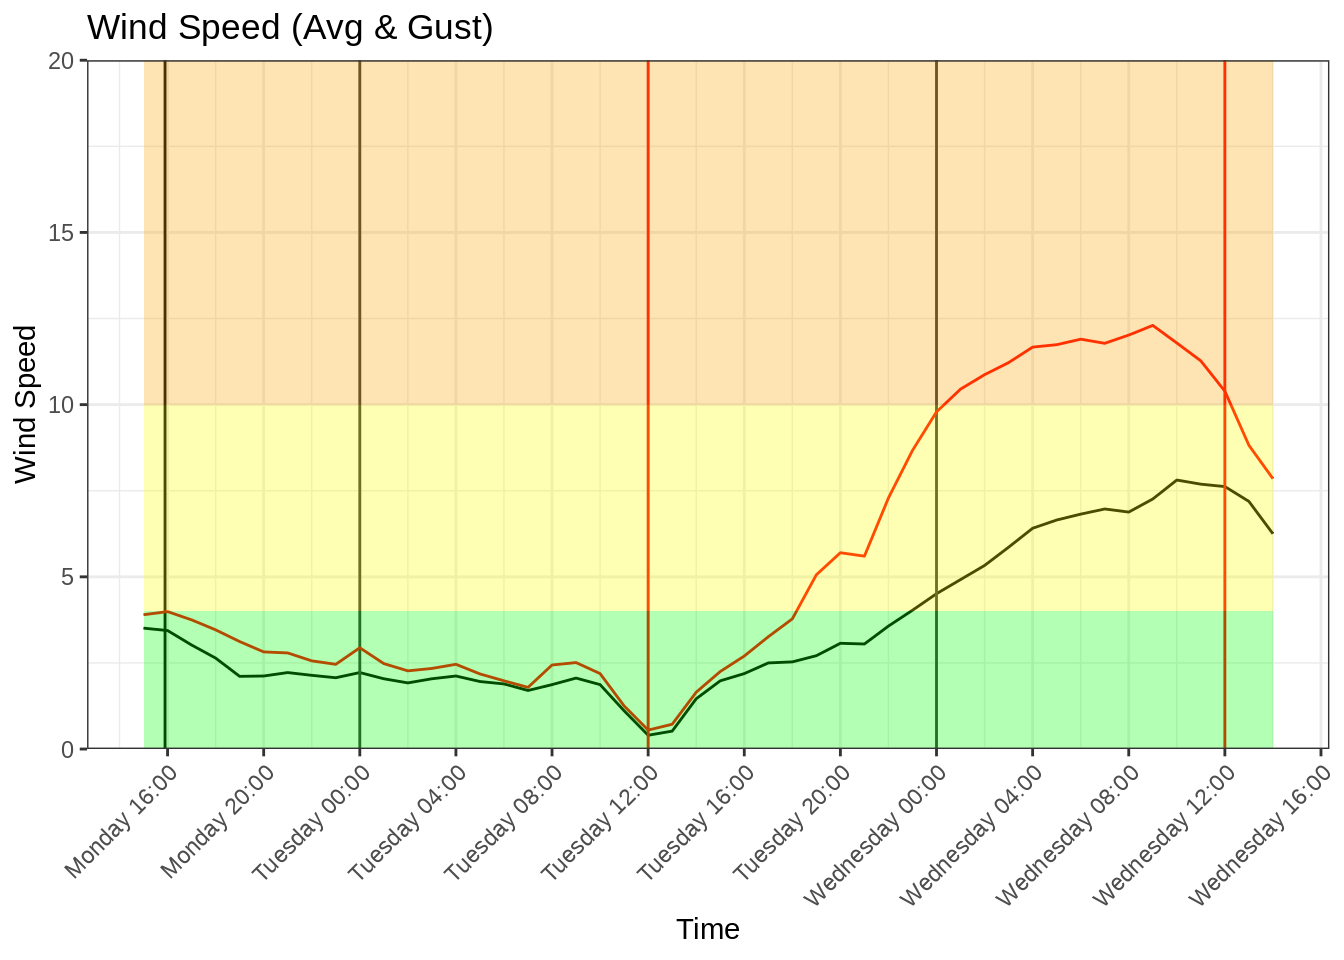 Wind Speed (Avg & Gust)
Wind Speed
20
15
10
5
0
Monday 16:00
Monday 20:00
Tuesday 00:00
Tuesday 04:00
Tuesday 08:00
Tuesday 12:00
Tuesday 16:00
Tuesday 20:00
Wednesday 00:00
Wednesday 04:00
Wednesday 08:00
Wednesday 12:00
Wednesday 16:00
Time